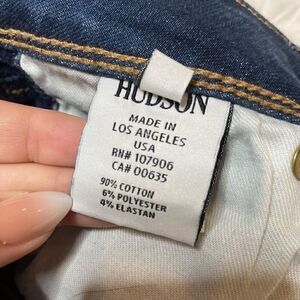 HUDSON
MADE IN
LOS ANGELES
USA
RN# 107906
CA# 00635
90% COTTON
6% POLYESTER
4% ELASTAN